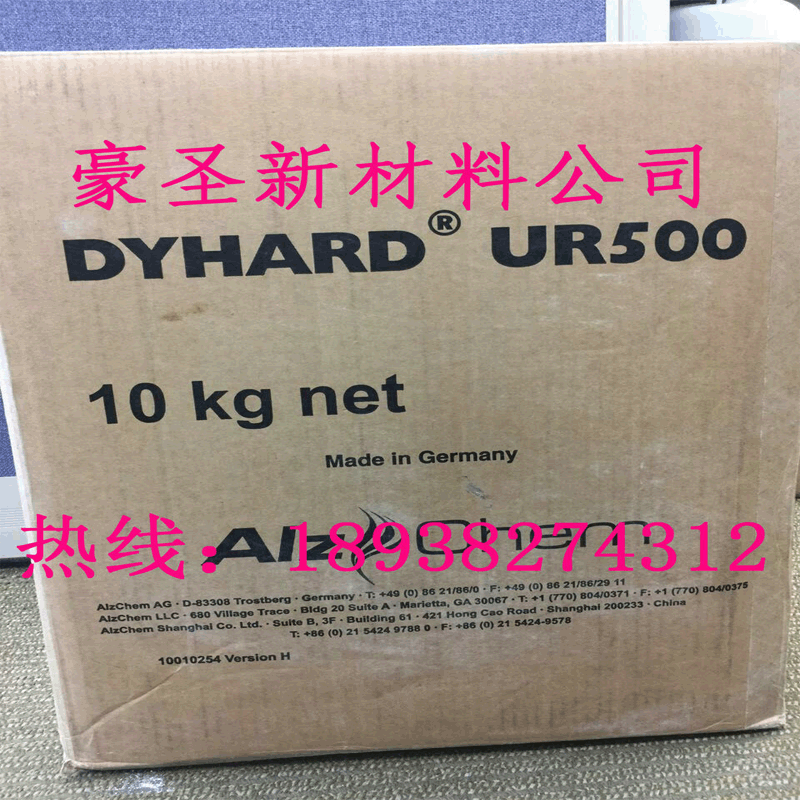 豪圣新材料公司
DYHARD® UR500
10 kg net
Made in Germany
热线：18938274312
AlzChem
AlzChem AG · D-83308 Trostberg · Germany · T: +49 (0) 86 21/86/0 · F: +49 (0) 86 21/86/29 11
AlzChem LLC · 680 Village Trace · Bldg 20 Suite A · Marietta, GA 30067 · T: +1 (770) 804/0371 · F: +1 (770) 804/0375
AlzChem Shanghai Co. Ltd. · Suite B, 3F · Building 61 · 421 Hong Cao Road · Shanghai 200233 · China
T: +86 (0) 21 5424 9788 0 · F: +86 (0) 21 5424-9578
10010254 Version H